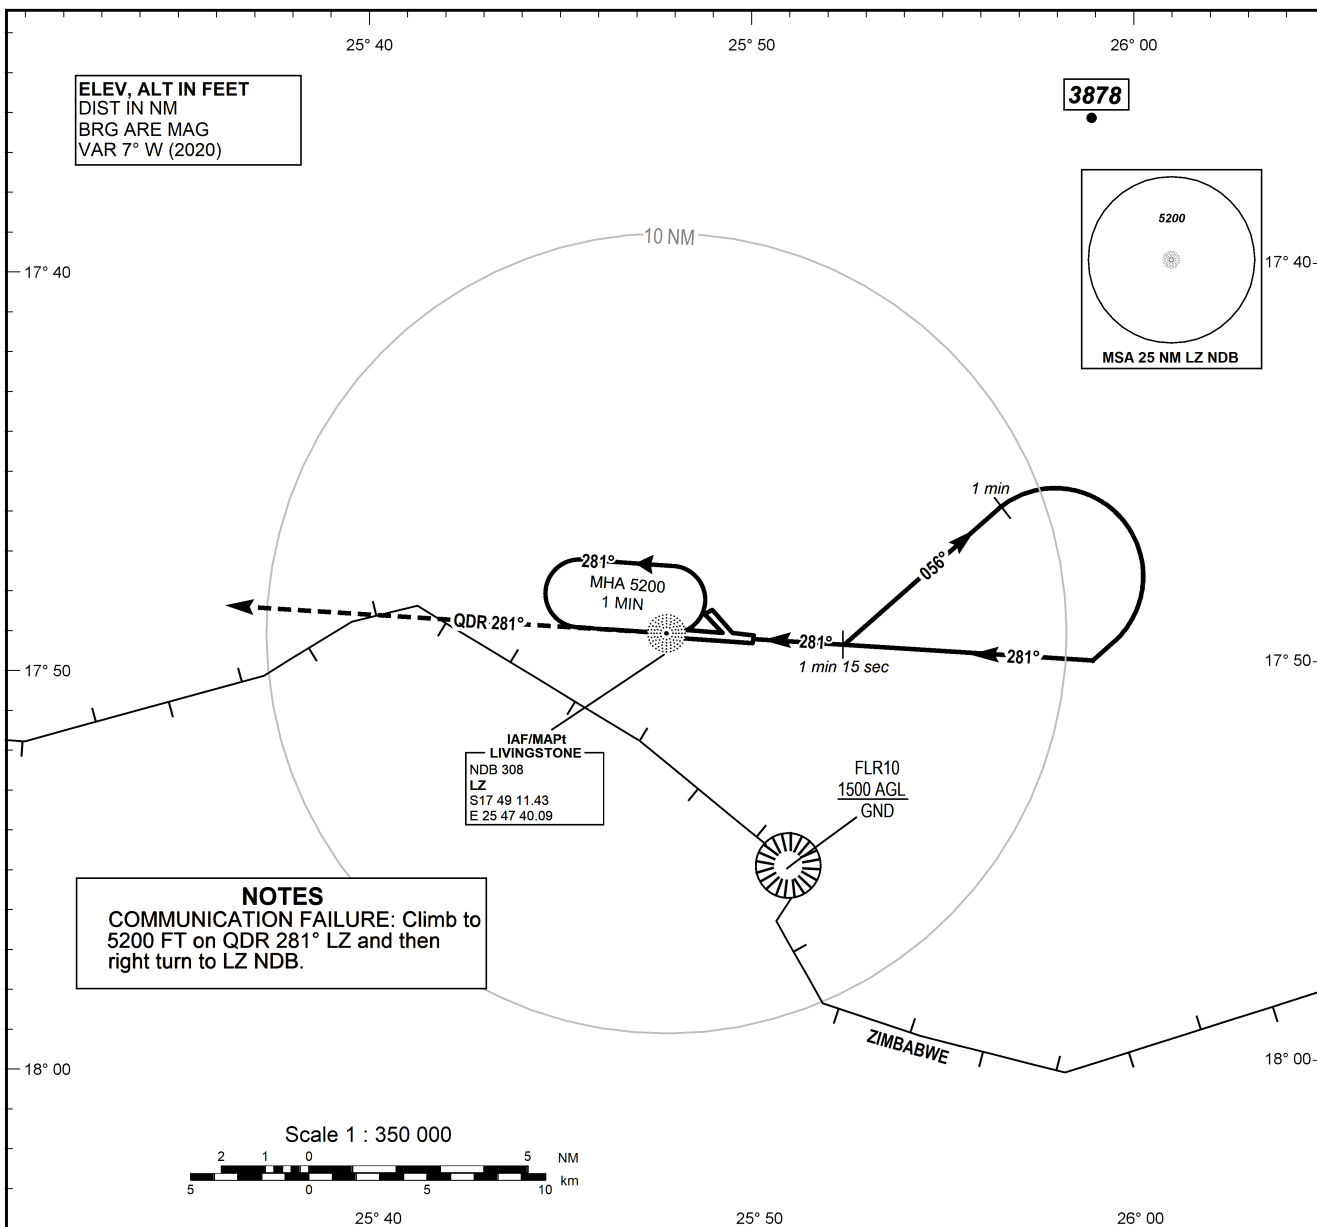 25° 40
25° 50
26° 00
ELEV, ALT IN FEET
DIST IN NM
BRG ARE MAG
VAR 7° W (2020)
3878
5200
MSA 25 NM LZ NDB
10 NM
17° 40
17° 40
1 min
056°
281°
MHA 5200
1 MIN
QDR 281°
281°
281°
1 min 15 sec
17° 50
17° 50
IAF/MAPt
LIVINGSTONE
NDB 308
LZ
S17 49 11.43
E 25 47 40.09
FLR10
1500 AGL
GND
NOTES
COMMUNICATION FAILURE: Climb to
5200 FT on QDR 281° LZ and then
right turn to LZ NDB.
ZIMBABWE
18° 00
18° 00
Scale 1 : 350 000
2 1 0 5 NM
5 0 5 10 km
25° 40
25° 50
26° 00